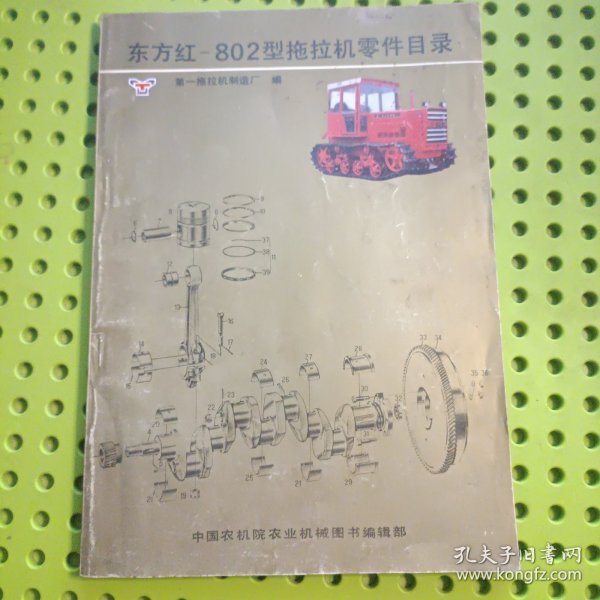 东方红-802型拖拉机零件目录
第一拖拉机制造厂 编
中国农机院农业机械图书编辑部
孔夫子旧书网
www.kongfz.com